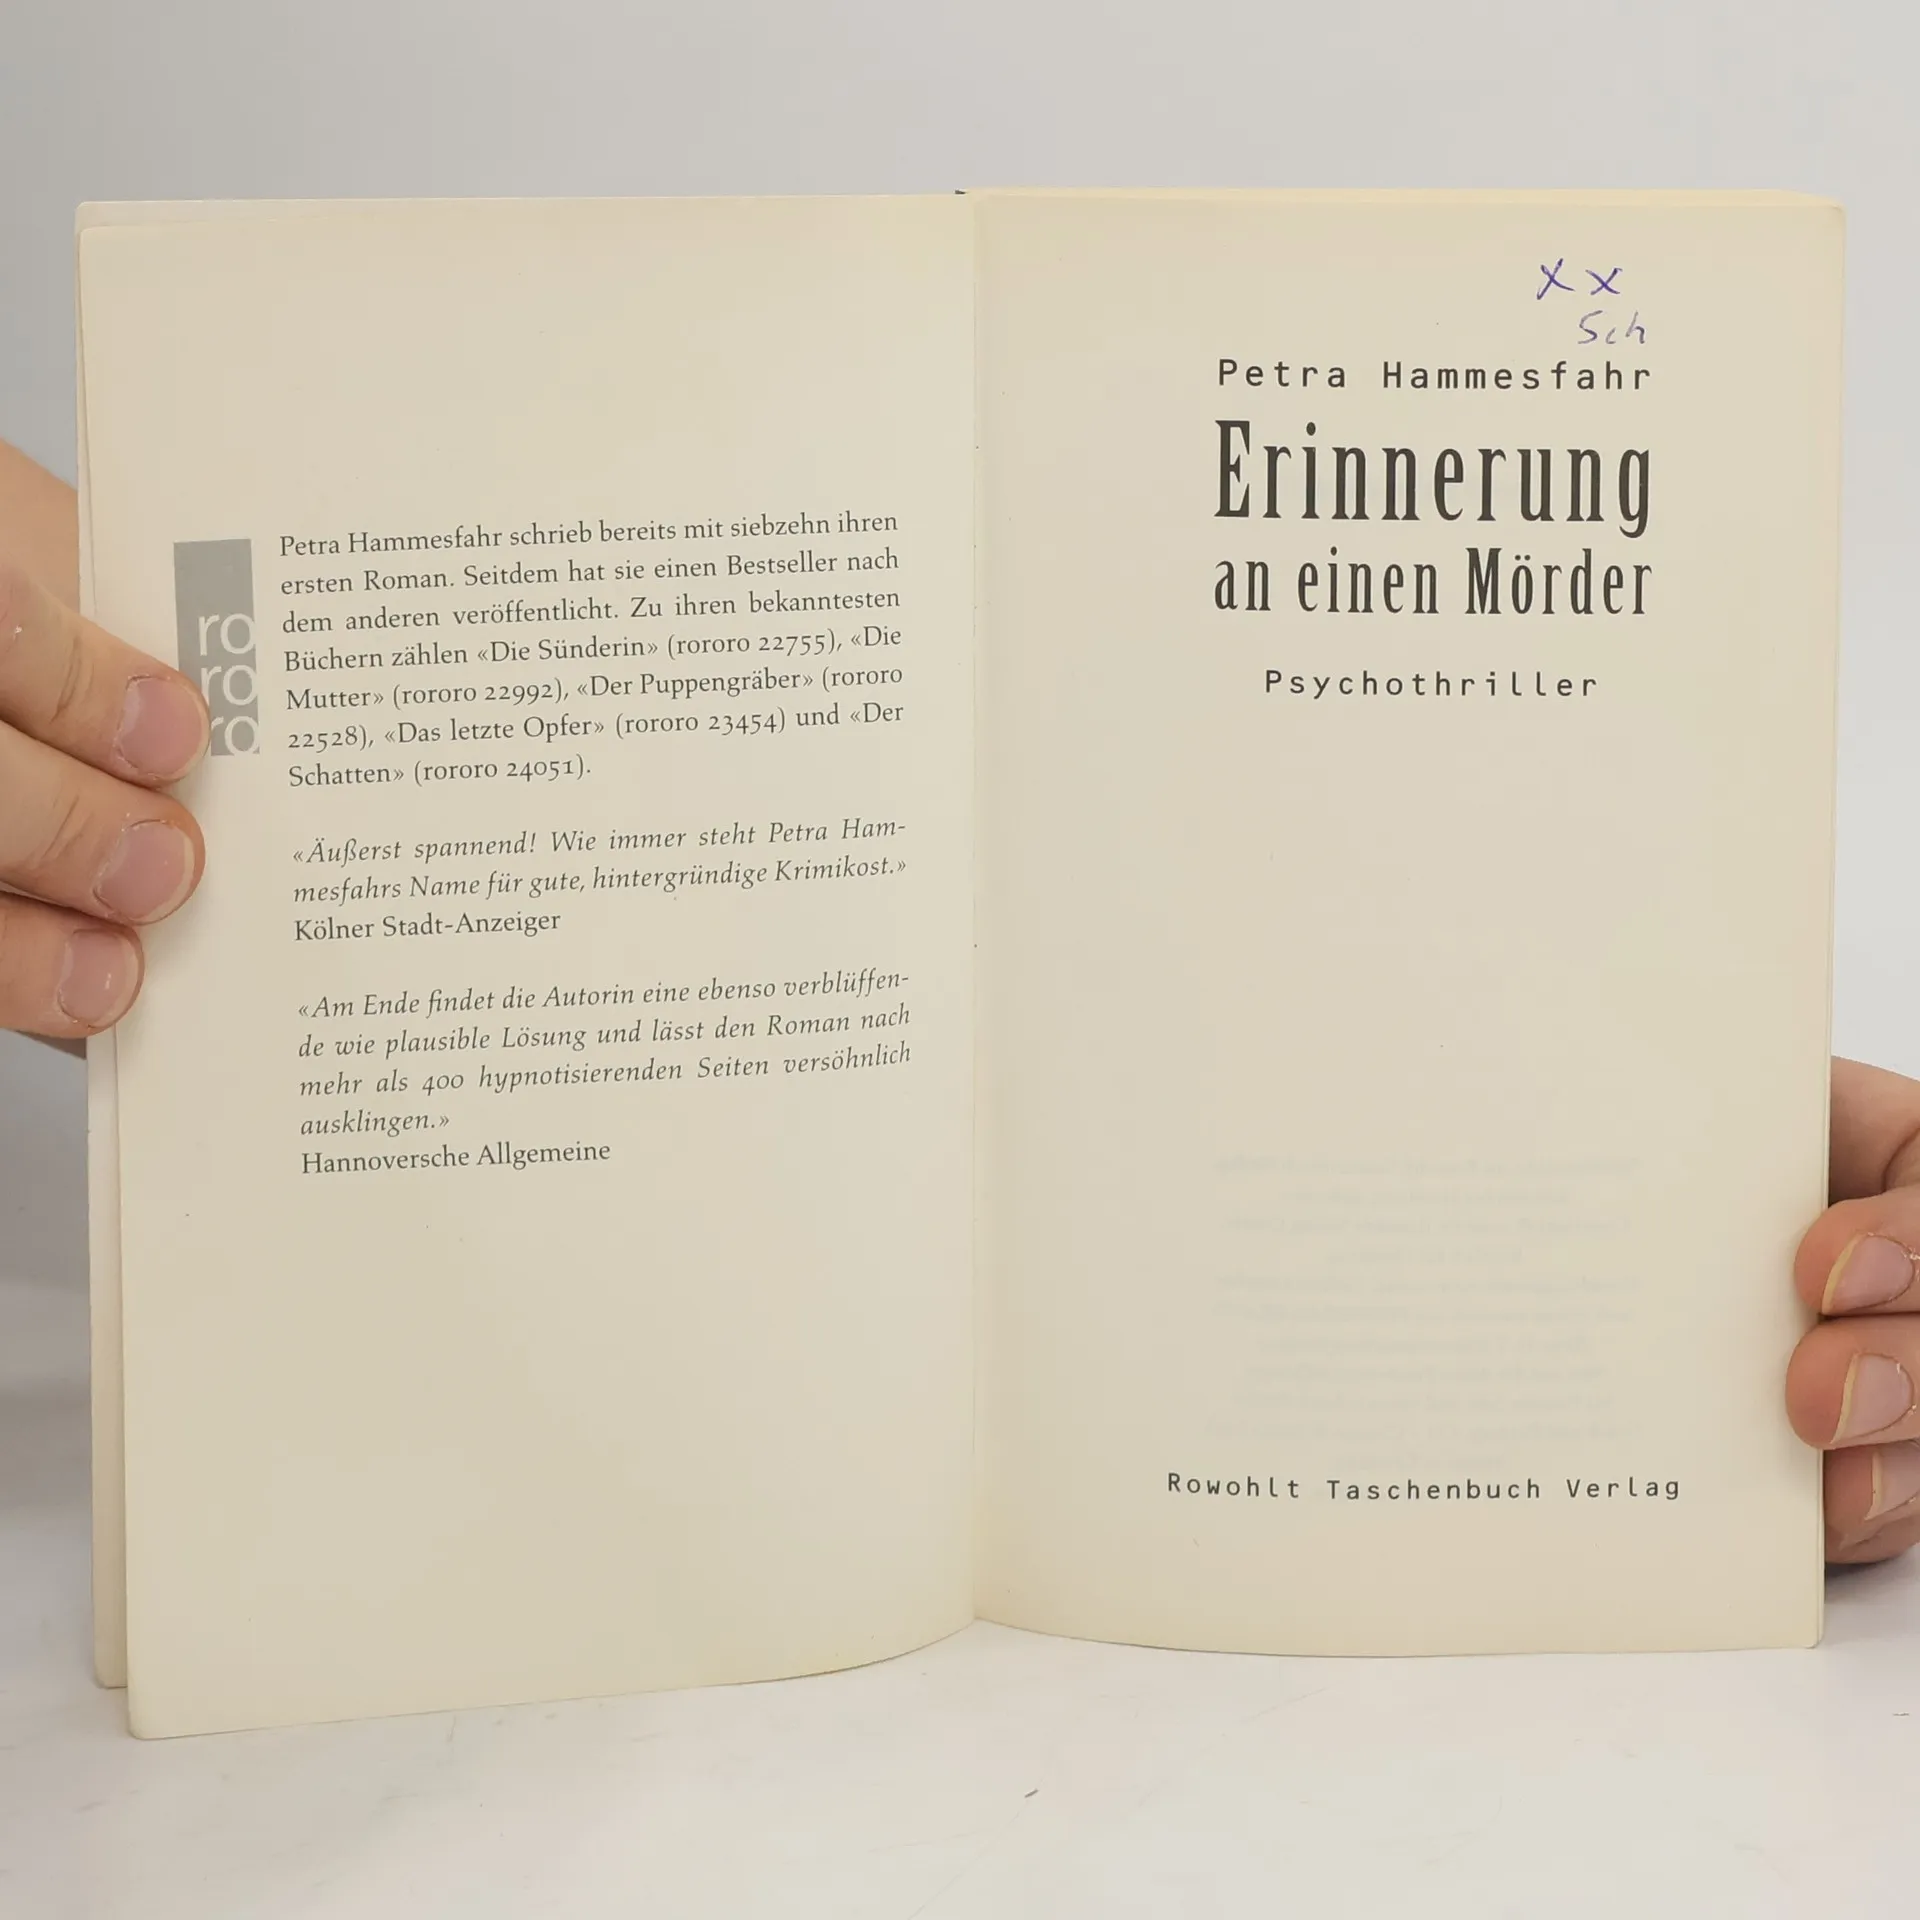 ro
ro
ro
Petra Hammesfahr schrieb bereits mit siebzehn ihren
ersten Roman. Seitdem hat sie einen Bestseller nach
dem anderen veröffentlicht. Zu ihren bekanntesten
Büchern zählen «Die Sünderin» (rororo 22755), «Die
Mutter» (rororo 22992), «Der Puppengräber» (rororo
22528), «Das letzte Opfer» (rororo 23454) und «Der
Schatten» (rororo 24051).
«Äußerst spannend! Wie immer steht Petra Ham-
mesfahrs Name für gute, hintergründige Krimikost.»
Kölner Stadt-Anzeiger
«Am Ende findet die Autorin eine ebenso verblüffen-
de wie plausible Lösung und lässt den Roman nach
mehr als 400 hypnotisierenden Seiten versöhnlich
ausklingen.»
Hannoversche Allgemeine
X X
Sch
Petra Hammesfahr
Erinnerung
an einen Mörder
Psychothriller
Rowohlt Taschenbuch Verlag